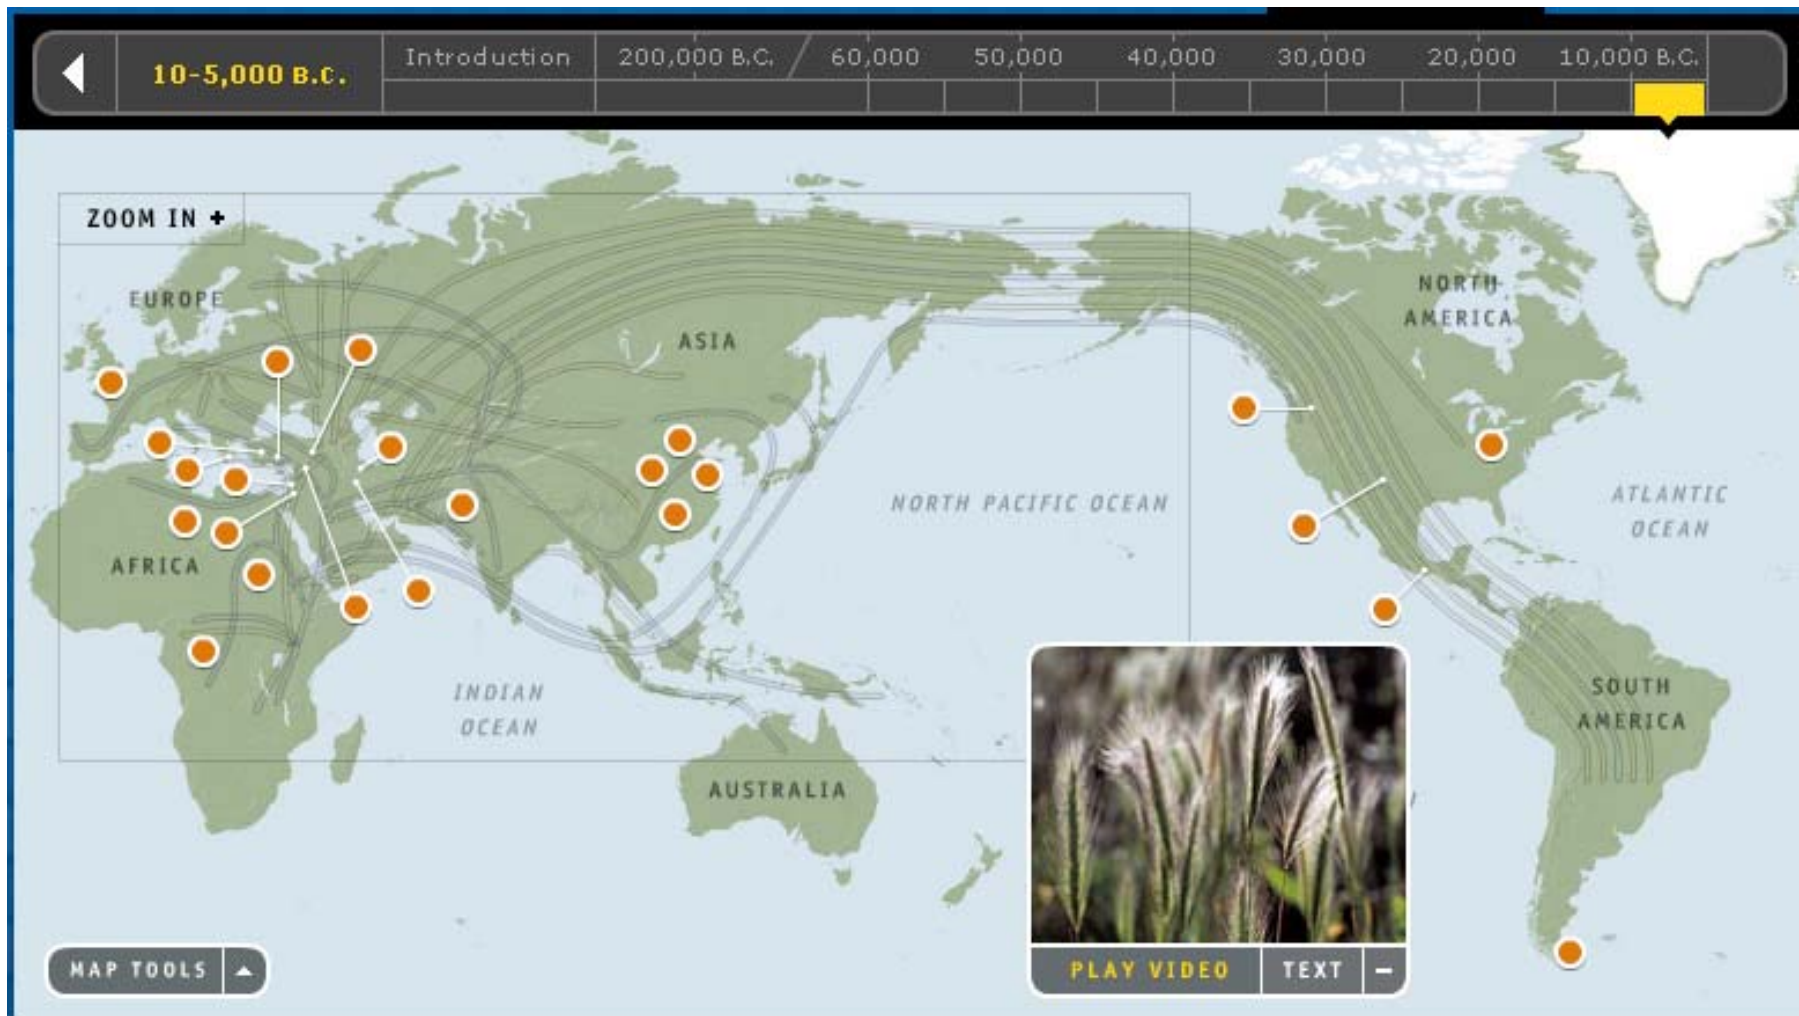 10-5,000 B.C.
Introduction
200,000 B.C.
60,000
50,000
40,000
30,000
20,000
10,000 B.C.
ZOOM IN +
EUROPE
ASIA
NORTH
AMERICA
NORTH PACIFIC OCEAN
ATLANTIC
OCEAN
AFRICA
INDIAN
OCEAN
SOUTH
AMERICA
AUSTRALIA
MAP TOOLS
PLAY VIDEO
TEXT